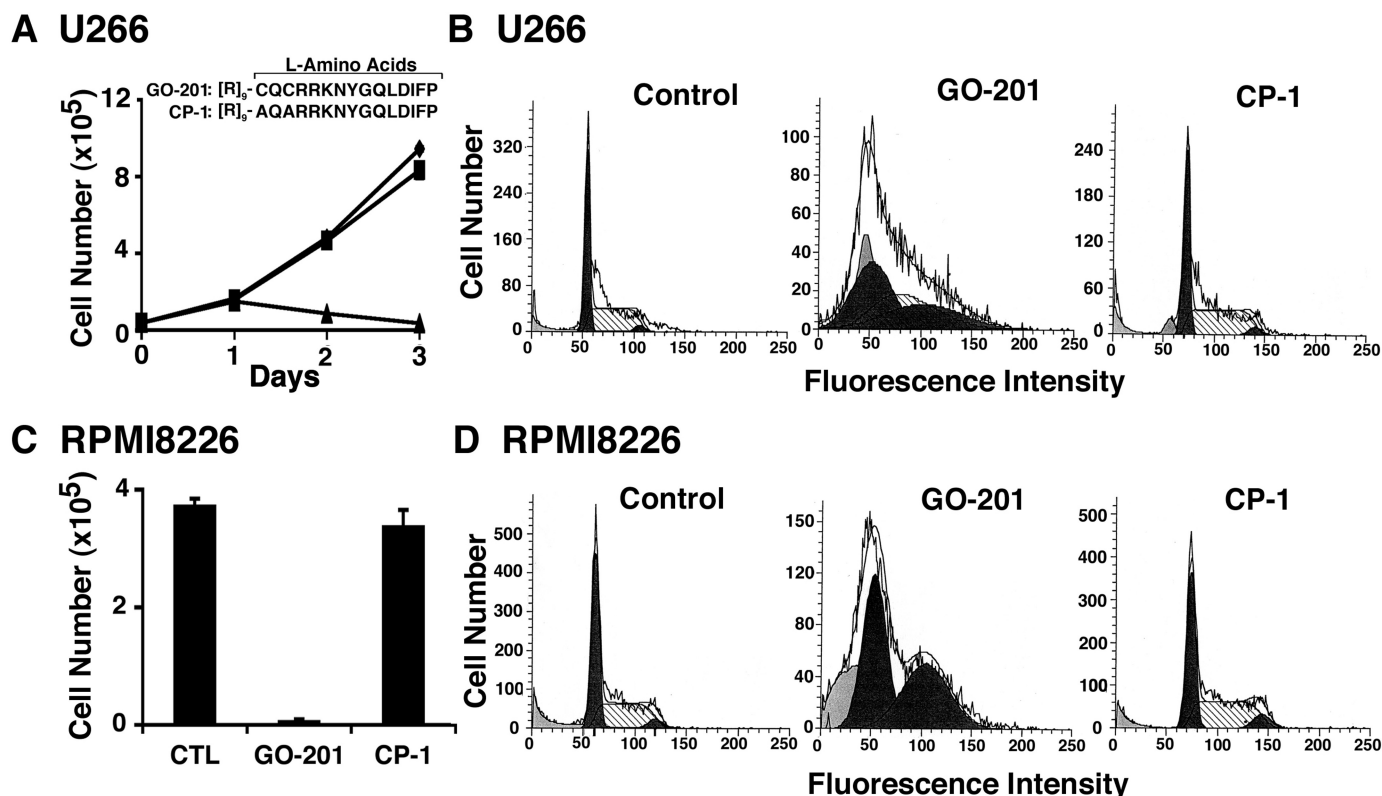 A U266
L-Amino Acids
GO-201: [R]9-CQCRRKNYGQLDIFP
CP-1: [R]9-AQARRKNYGQLDIFP
Cell Number (x10^5)
12
8
4
0
0 1 2 3
Days
B U266
Control
Cell Number
320
240
160
80
0
0 50 100 150 200 250
GO-201
100
80
60
40
20
0
0 50 100 150 200 250
CP-1
240
180
120
60
0
0 50 100 150 200 250
Fluorescence Intensity
C RPMI8226
Cell Number (x10^5)
4
2
0
CTL GO-201 CP-1
D RPMI8226
Control
Cell Number
500
400
300
200
100
0
0 50 100 150 200 250
GO-201
150
120
80
40
0
0 50 100 150 200 250
CP-1
500
400
300
200
100
0
0 50 100 150 200 250
Fluorescence Intensity